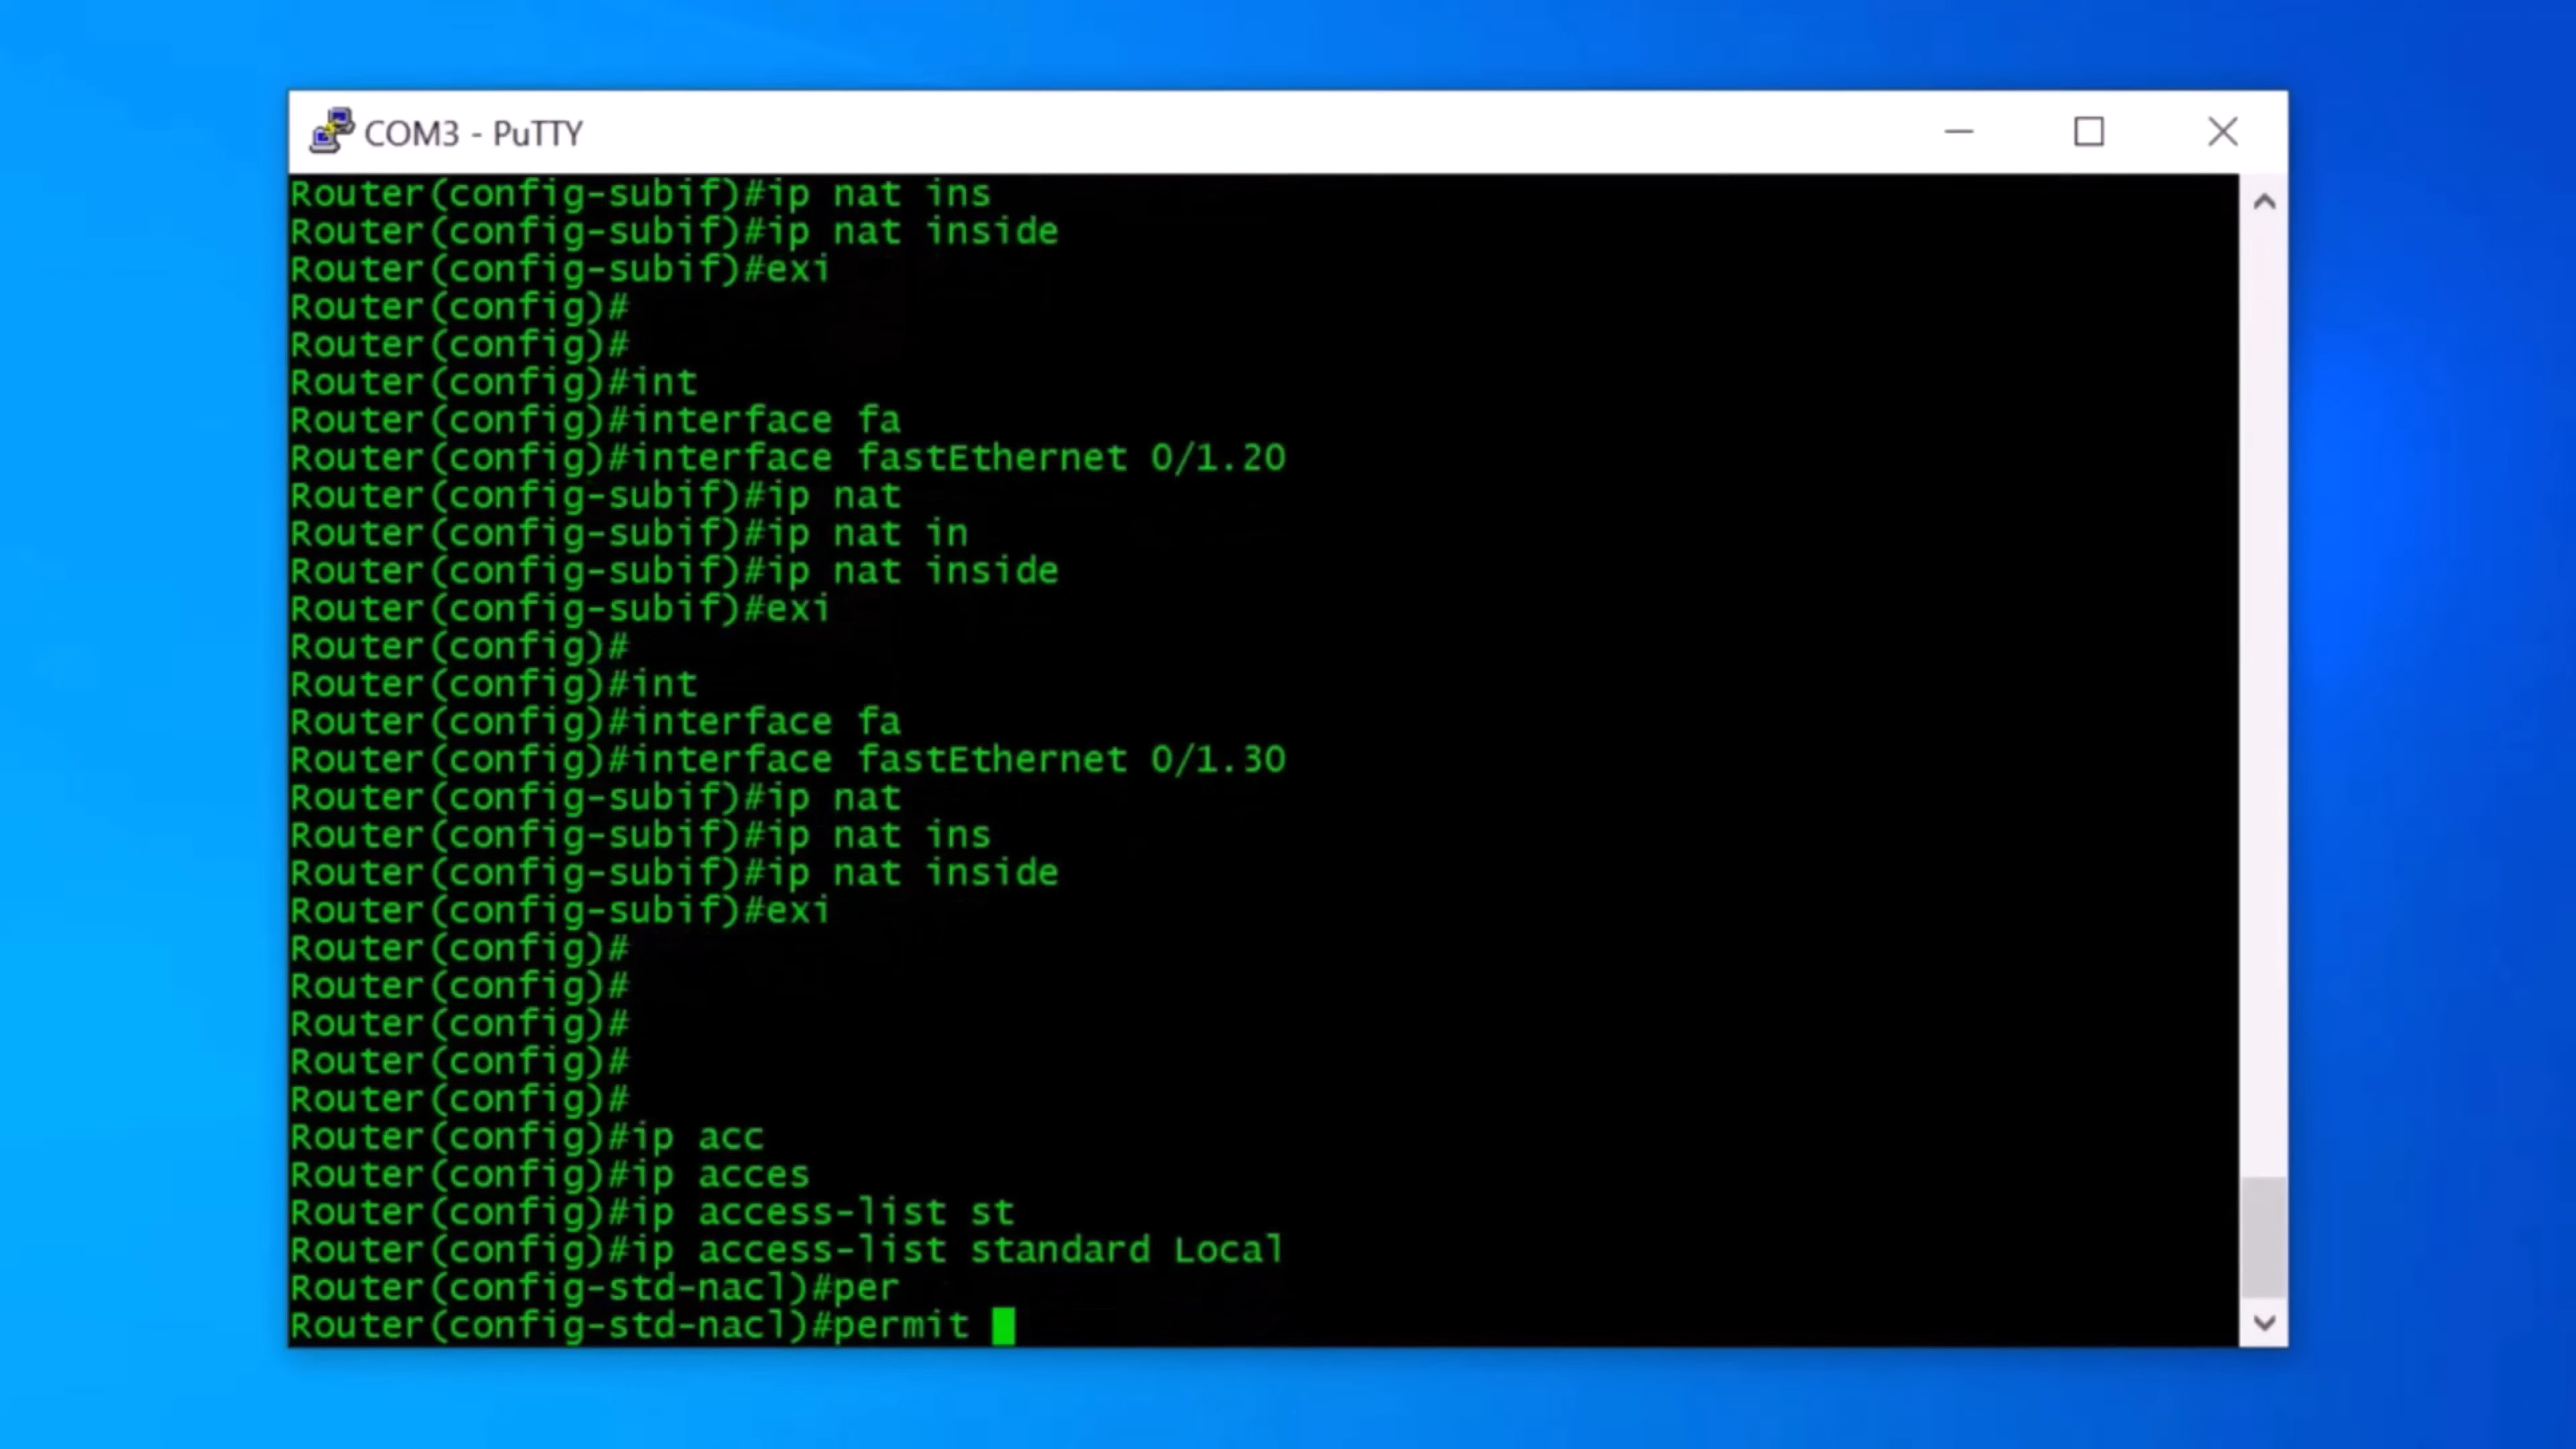 COM3 - PuTTY
Router(config-subif)#ip nat ins
Router(config-subif)#ip nat inside
Router(config-subif)#exi
Router(config)#
Router(config)#
Router(config)#int
Router(config)#interface fa
Router(config)#interface fastEthernet 0/1.20
Router(config-subif)#ip nat
Router(config-subif)#ip nat in
Router(config-subif)#ip nat inside
Router(config-subif)#exi
Router(config)#
Router(config)#int
Router(config)#interface fa
Router(config)#interface fastEthernet 0/1.30
Router(config-subif)#ip nat
Router(config-subif)#ip nat ins
Router(config-subif)#ip nat inside
Router(config-subif)#exi
Router(config)#
Router(config)#
Router(config)#
Router(config)#
Router(config)#
Router(config)#ip acc
Router(config)#ip acces
Router(config)#ip access-list st
Router(config)#ip access-list standard Local
Router(config-std-nacl)#per
Router(config-std-nacl)#permit